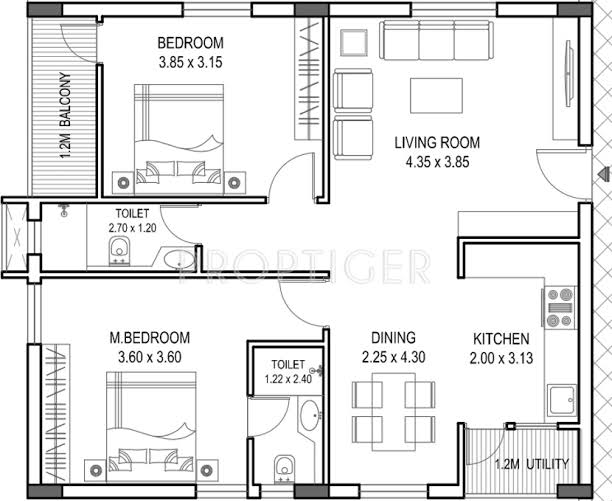 BEDROOM
3.85 x 3.15
1.2M BALCONY
LIVING ROOM
4.35 x 3.85
TOILET
2.70 x 1.20
PROPTIGER
M.BEDROOM
3.60 x 3.60
DINING
2.25 x 4.30
KITCHEN
2.00 x 3.13
TOILET
1.22 x 2.40
1.2M UTILITY